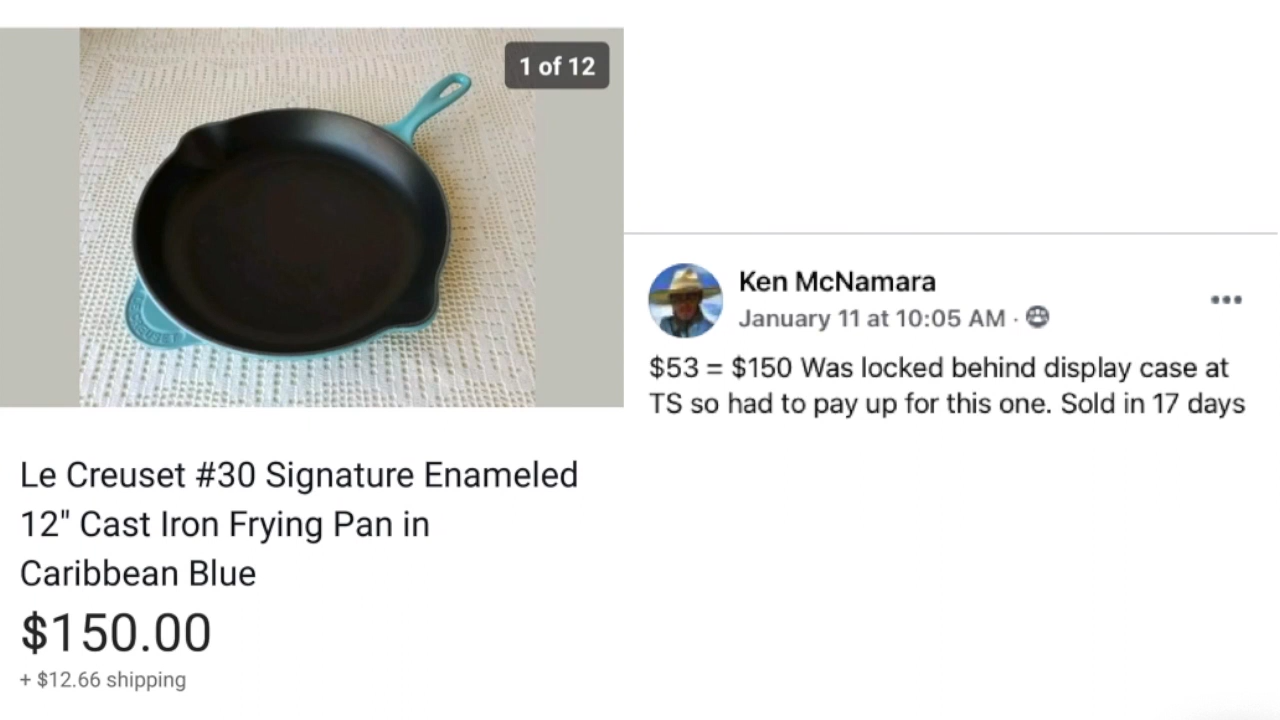 1 of 12
Le Creuset #30 Signature Enameled
12" Cast Iron Frying Pan in
Caribbean Blue
$150.00
+ $12.66 shipping
Ken McNamara
January 11 at 10:05 AM ·
$53 = $150 Was locked behind display case at
TS so had to pay up for this one. Sold in 17 days